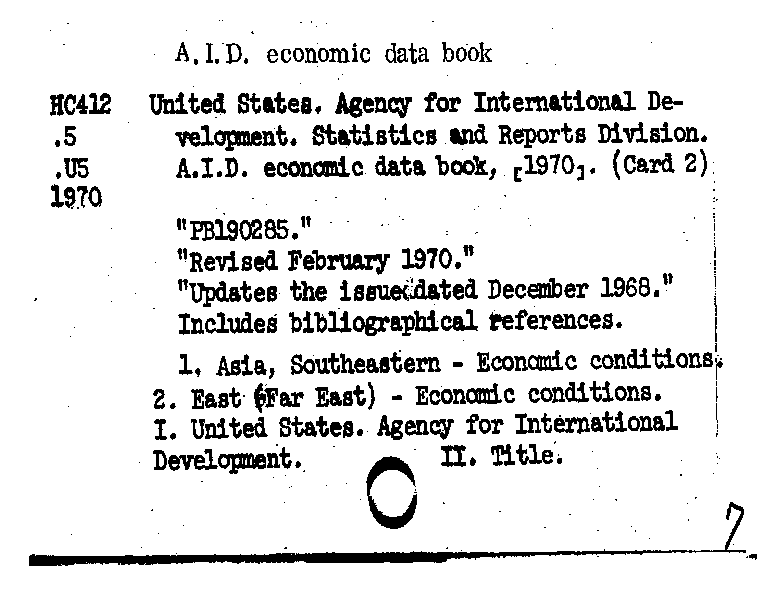 A.I.D. economic data book
HC412 United States. Agency for International De-
.5 velopment. Statistics and Reports Division.
.U5 A.I.D. economic data book, [1970]. (Card 2)
1970
"PB190285."
"Revised February 1970."
"Updates the issue dated December 1968."
Includes bibliographical references.
1. Asia, Southeastern - Economic conditions.
2. East (Far East) - Economic conditions.
I. United States. Agency for International
Development. II. Title.
7